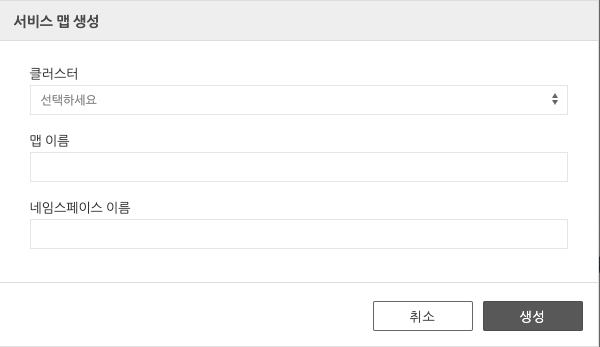 서비스 맵 생성
클러스터
선택하세요
맵 이름
네임스페이스 이름
취소
생성